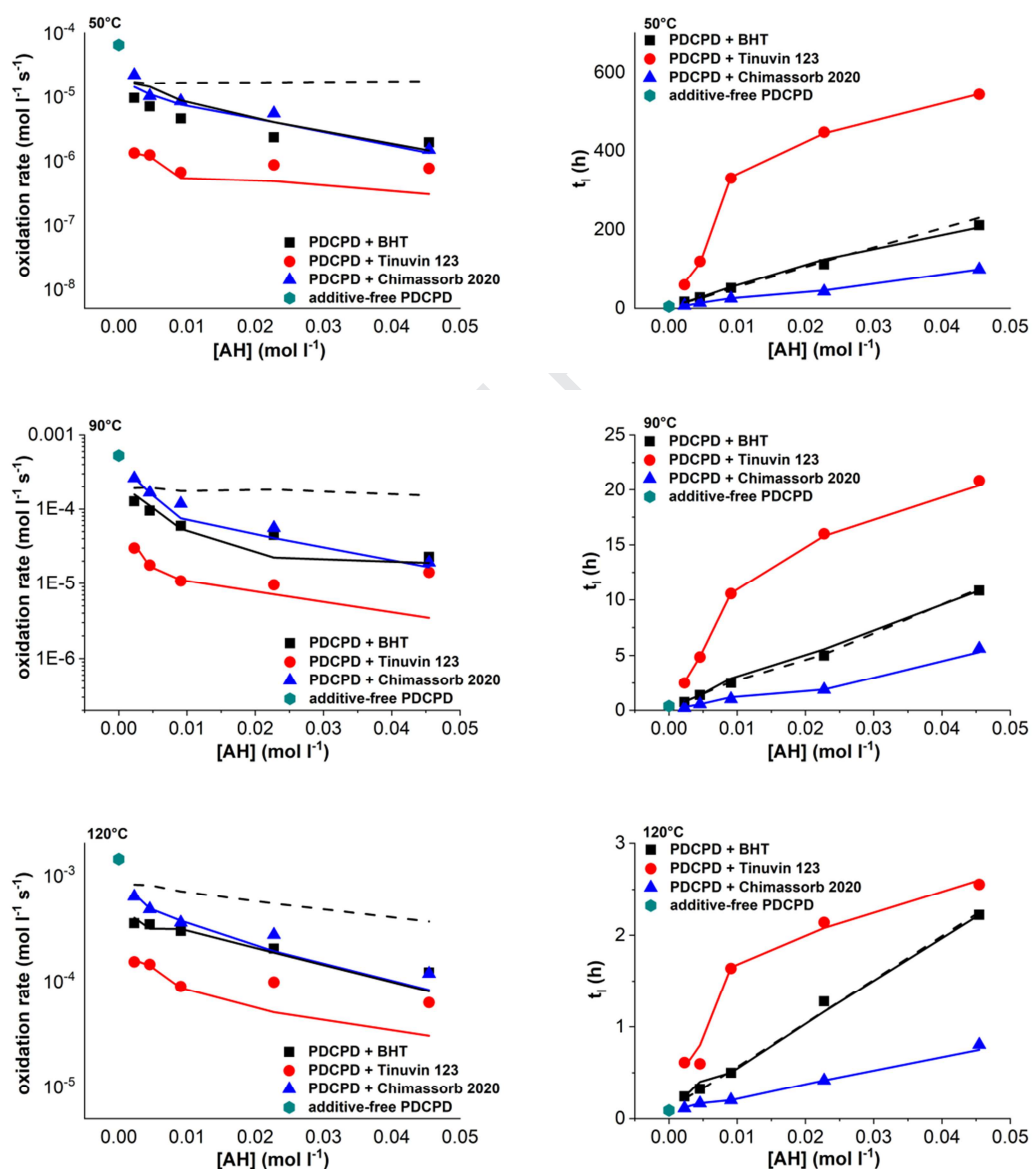 50°C
10⁻⁴
10⁻⁵
10⁻⁶
10⁻⁷
10⁻⁸
oxidation rate (mol l⁻¹ s⁻¹)
PDCPD + BHT
PDCPD + Tinuvin 123
PDCPD + Chimassorb 2020
additive-free PDCPD
0.00 0.01 0.02 0.03 0.04 0.05
[AH] (mol l⁻¹)
50°C
PDCPD + BHT
PDCPD + Tinuvin 123
PDCPD + Chimassorb 2020
additive-free PDCPD
600
400
200
0
tᵢ (h)
0.00 0.01 0.02 0.03 0.04 0.05
[AH] (mol l⁻¹)
90°C
0.001
1E-4
1E-5
1E-6
oxidation rate (mol l⁻¹ s⁻¹)
PDCPD + BHT
PDCPD + Tinuvin 123
PDCPD + Chimassorb 2020
additive-free PDCPD
0.00 0.01 0.02 0.03 0.04 0.05
[AH] (mol l⁻¹)
90°C
PDCPD + BHT
PDCPD + Tinuvin 123
PDCPD + Chimassorb 2020
additive-free PDCPD
25
20
15
10
5
0
tᵢ (h)
0.00 0.01 0.02 0.03 0.04 0.05
[AH] (mol l⁻¹)
120°C
10⁻³
10⁻⁴
10⁻⁵
oxidation rate (mol l⁻¹ s⁻¹)
PDCPD + BHT
PDCPD + Tinuvin 123
PDCPD + Chimassorb 2020
additive-free PDCPD
0.00 0.01 0.02 0.03 0.04 0.05
[AH] (mol l⁻¹)
120°C
PDCPD + BHT
PDCPD + Tinuvin 123
PDCPD + Chimassorb 2020
additive-free PDCPD
3
2
1
0
tᵢ (h)
0.00 0.01 0.02 0.03 0.04 0.05
[AH] (mol l⁻¹)